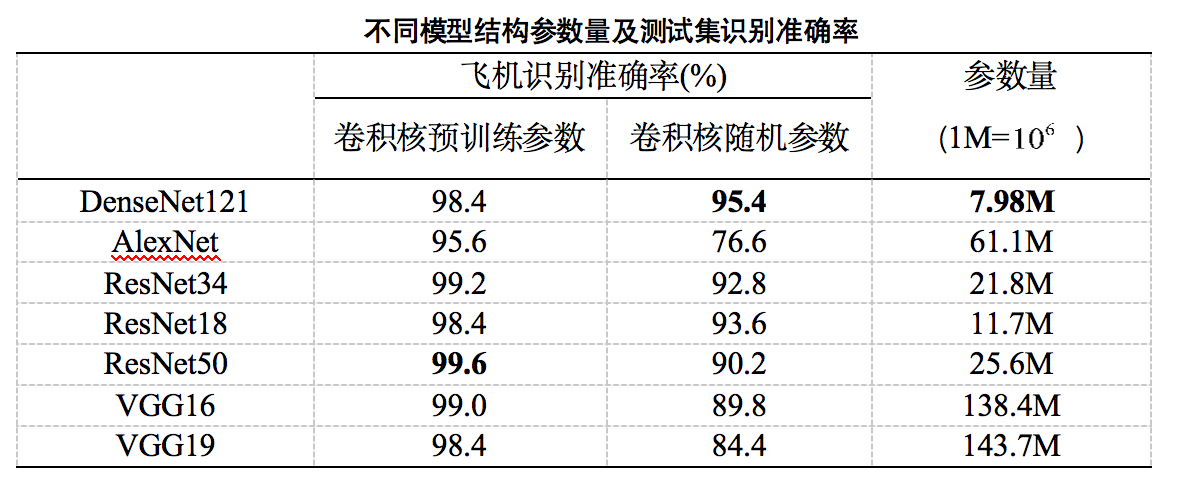 不同模型结构参数量及测试集识别准确率
飞机识别准确率(%) 参数量
卷积核预训练参数 卷积核随机参数 (1M=10⁶ )
DenseNet121 98.4 95.4 7.98M
AlexNet 95.6 76.6 61.1M
ResNet34 99.2 92.8 21.8M
ResNet18 98.4 93.6 11.7M
ResNet50 99.6 90.2 25.6M
VGG16 99.0 89.8 138.4M
VGG19 98.4 84.4 143.7M